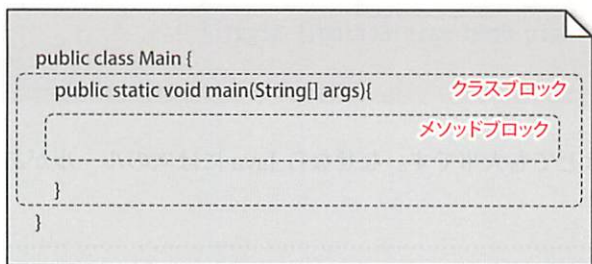 public class Main {
public static void main(String[] args){ クラスブロック
メソッドブロック
}
}